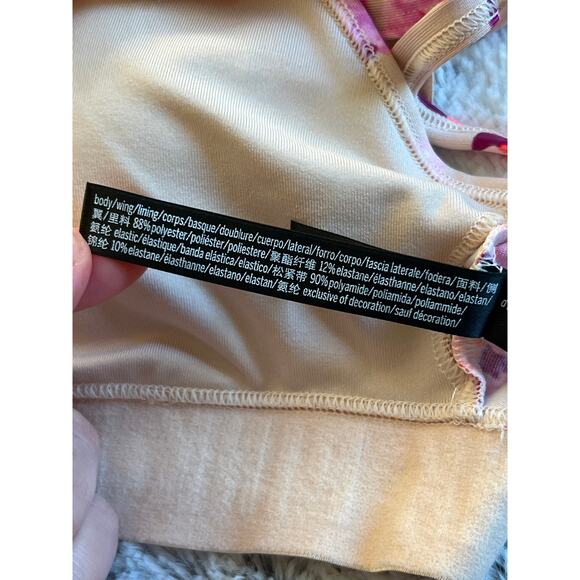 body/wing/lining/corps/basque/doublure/cuerpo/lateral/forro/corpo/fascia laterale/fodera/面料/侧
翼/里料 88% polyester/poliéster/poliestere/聚酯纤维 12% elastane/élasthanne/elastano/elastan/
氨纶 elastic/élastique/banda elástica/elastico/松紧带 90% polyamide/poliamida/poliammide/
锦纶 10% elastane/élasthanne/elastano/elastan/氨纶 exclusive of decoration/sauf décoration/